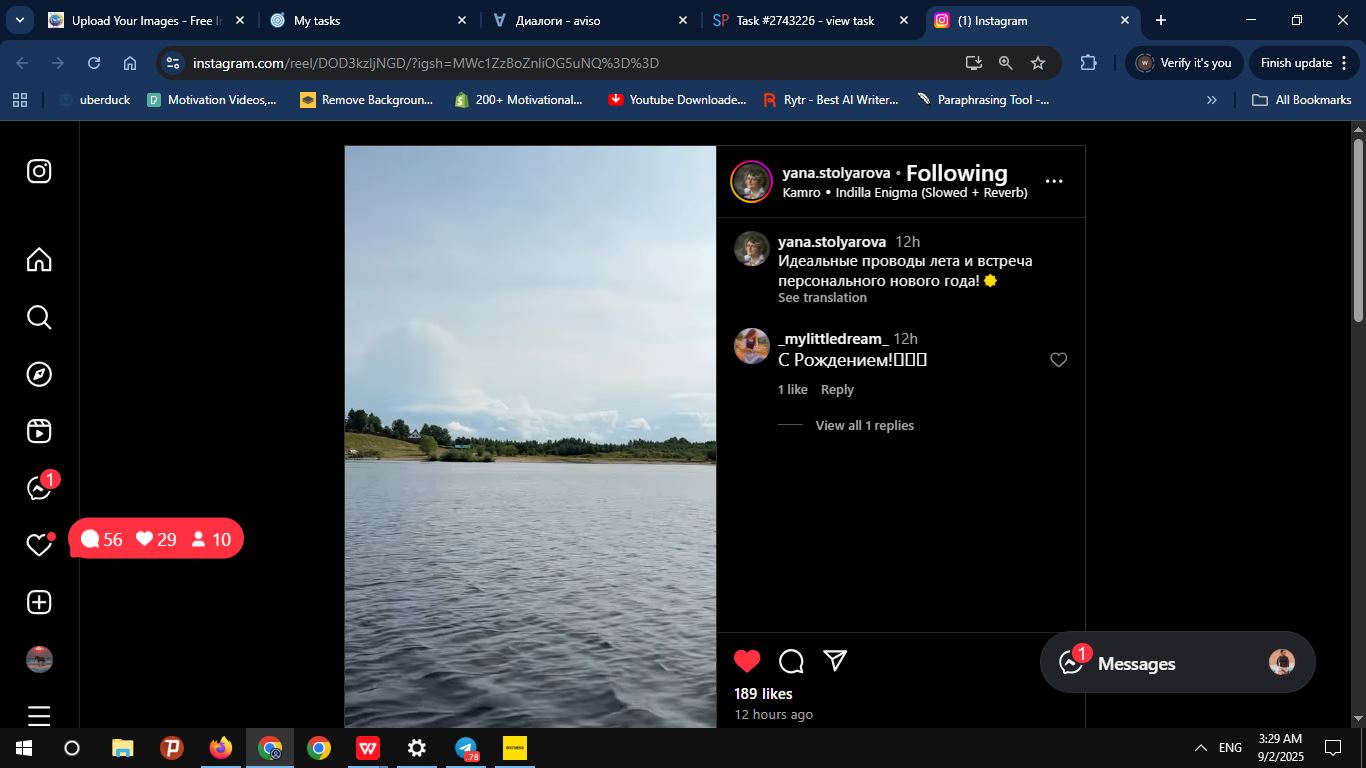 Upload Your Images - Free Ir
My tasks
Диалоги - aviso
SP Task #2743226 - view task
(1) Instagram
instagram.com/reel/DOD3kzljNGD/?igsh=MWc1ZzBoZnliOG5uNQ%3D%3D
Verify it's you
Finish update
uberduck
Motivation Videos,...
Remove Backgroun...
200+ Motivational...
Youtube Downloade...
Rytr - Best AI Writer...
Paraphrasing Tool -...
»
All Bookmarks
yana.stolyarova • Following
Kamro • Indilla Enigma (Slowed + Reverb)
yana.stolyarova 12h
Идеальные проводы лета и встреча
персонального нового года!
See translation
_mylittledream_ 12h
С Рождением!
1 like Reply
View all 1 replies
1
56 29 10
189 likes
12 hours ago
1 Messages
78
exness
ENG
3:29 AM
9/2/2025